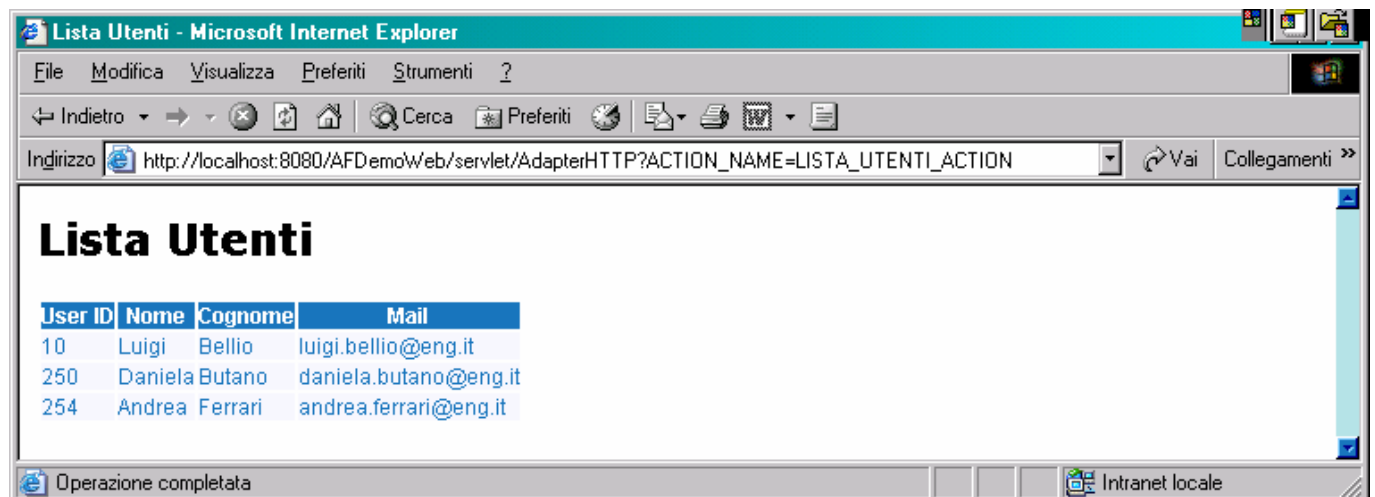 Lista Utenti - Microsoft Internet Explorer
File Modifica Visualizza Preferiti Strumenti ?
Indietro Cerca Preferiti
Indirizzo http://localhost:8080/AFDemoWeb/servlet/AdapterHTTP?ACTION_NAME=LISTA_UTENTI_ACTION Vai Collegamenti »
Lista Utenti
User ID Nome Cognome Mail
10 Luigi Bellio luigi.bellio@eng.it
250 Daniela Butano daniela.butano@eng.it
254 Andrea Ferrari andrea.ferrari@eng.it
Operazione completata Intranet locale